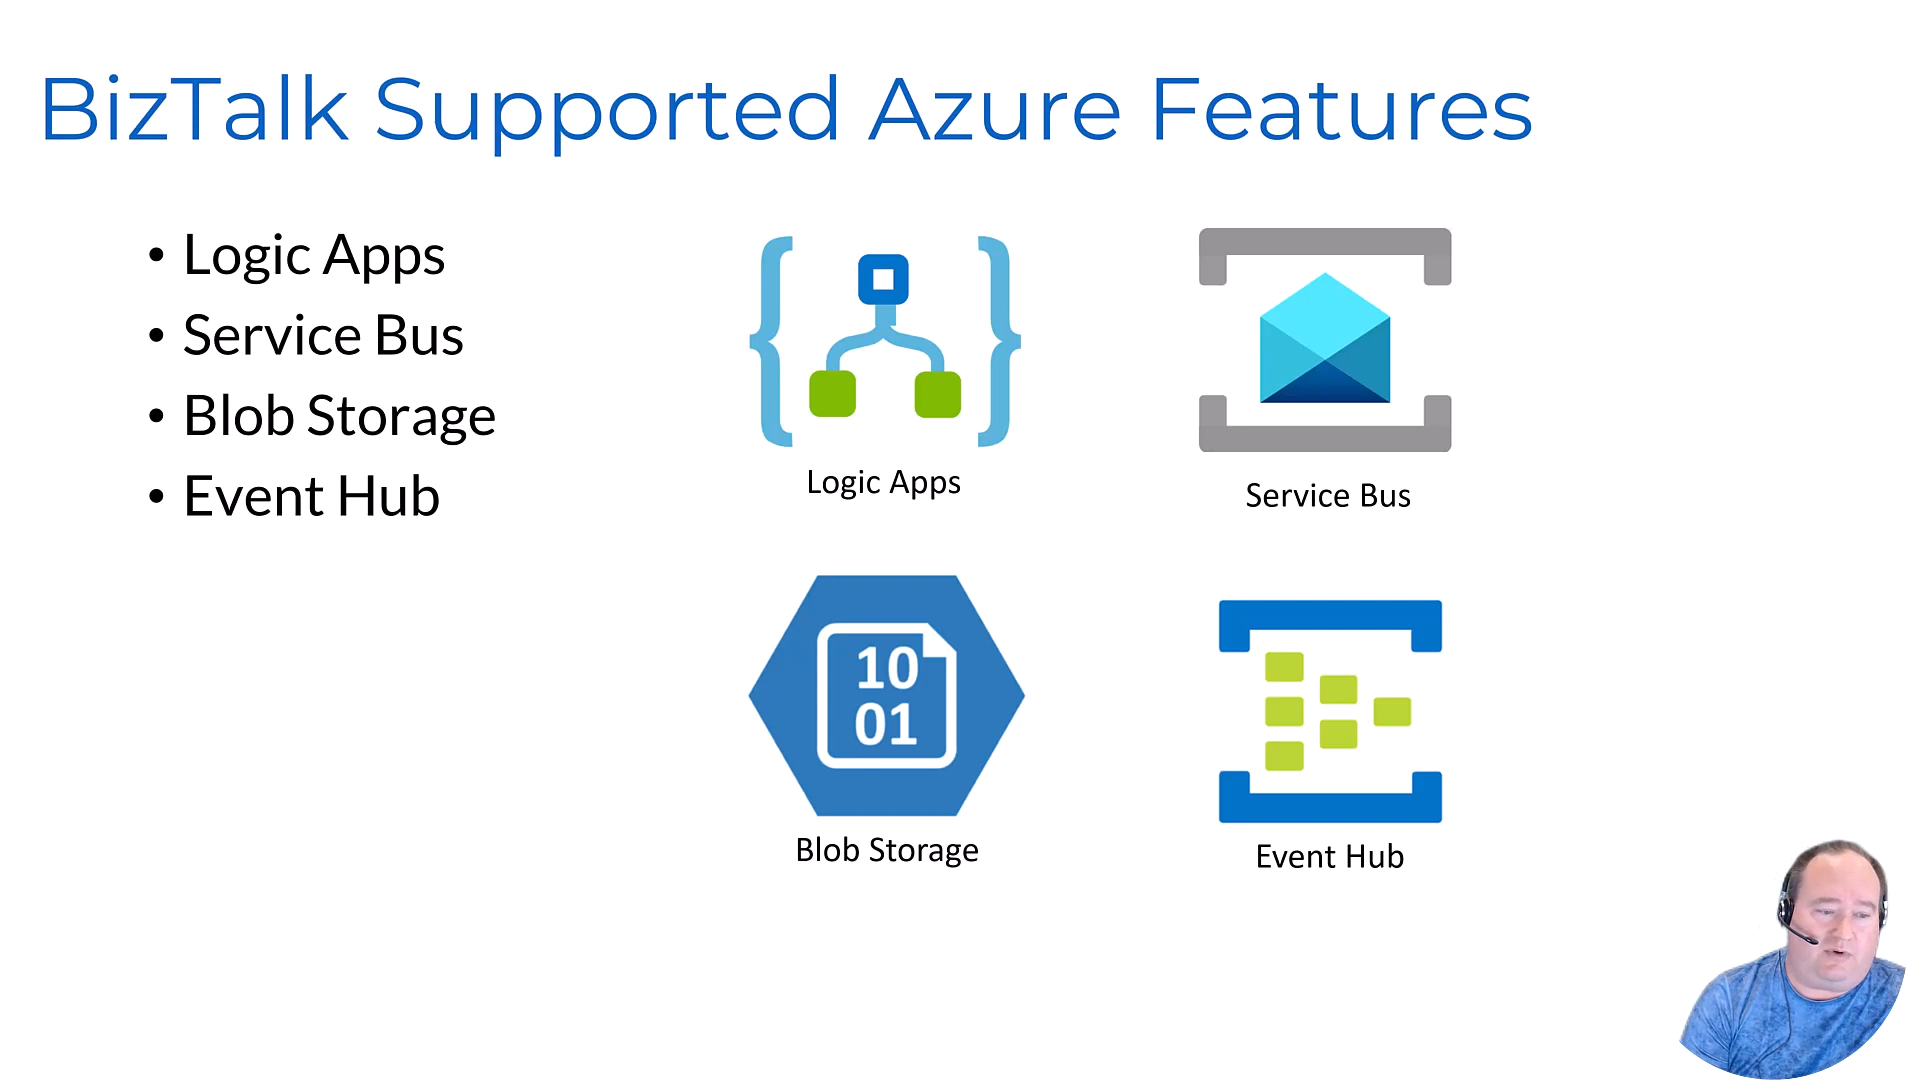 BizTalk Supported Azure Features
• Logic Apps
• Service Bus
• Blob Storage
• Event Hub
Logic Apps
Service Bus
10
01
Blob Storage
Event Hub